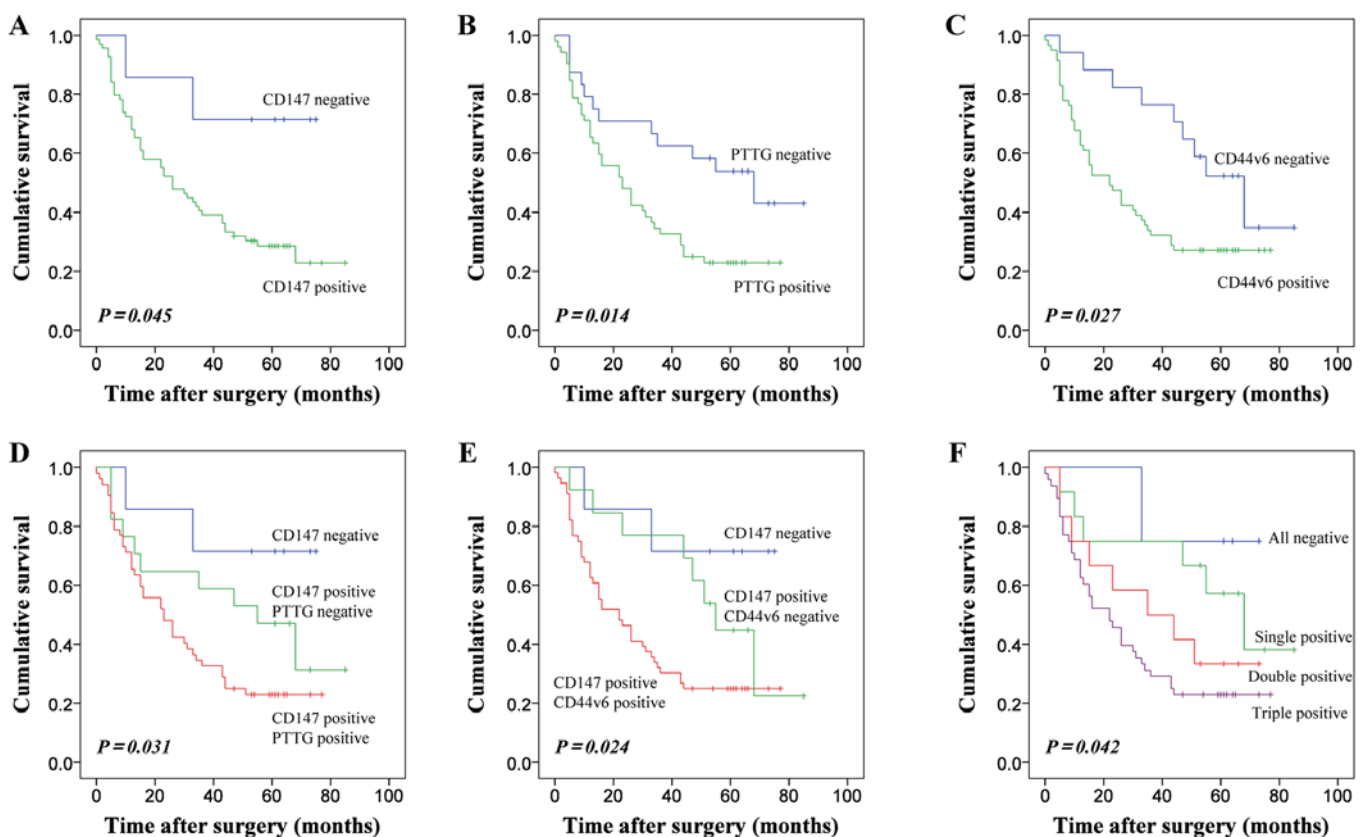 A
Cumulative survival
1.0
0.8
0.6
0.4
0.2
0.0
CD147 negative
CD147 positive
P = 0.045
0 20 40 60 80 100
Time after surgery (months)
B
Cumulative survival
1.0
0.8
0.6
0.4
0.2
0.0
PTTG negative
PTTG positive
P = 0.014
0 20 40 60 80 100
Time after surgery (months)
C
Cumulative survival
1.0
0.8
0.6
0.4
0.2
0.0
CD44v6 negative
CD44v6 positive
P = 0.027
0 20 40 60 80 100
Time after surgery (months)
D
Cumulative survival
1.0
0.8
0.6
0.4
0.2
0.0
CD147 negative
CD147 positive
PTTG negative
CD147 positive
PTTG positive
P = 0.031
0 20 40 60 80 100
Time after surgery (months)
E
Cumulative survival
1.0
0.8
0.6
0.4
0.2
0.0
CD147 negative
CD147 positive
CD44v6 negative
CD147 positive
CD44v6 positive
P = 0.024
0 20 40 60 80 100
Time after surgery (months)
F
Cumulative survival
1.0
0.8
0.6
0.4
0.2
0.0
All negative
Single positive
Double positive
Triple positive
P = 0.042
0 20 40 60 80 100
Time after surgery (months)